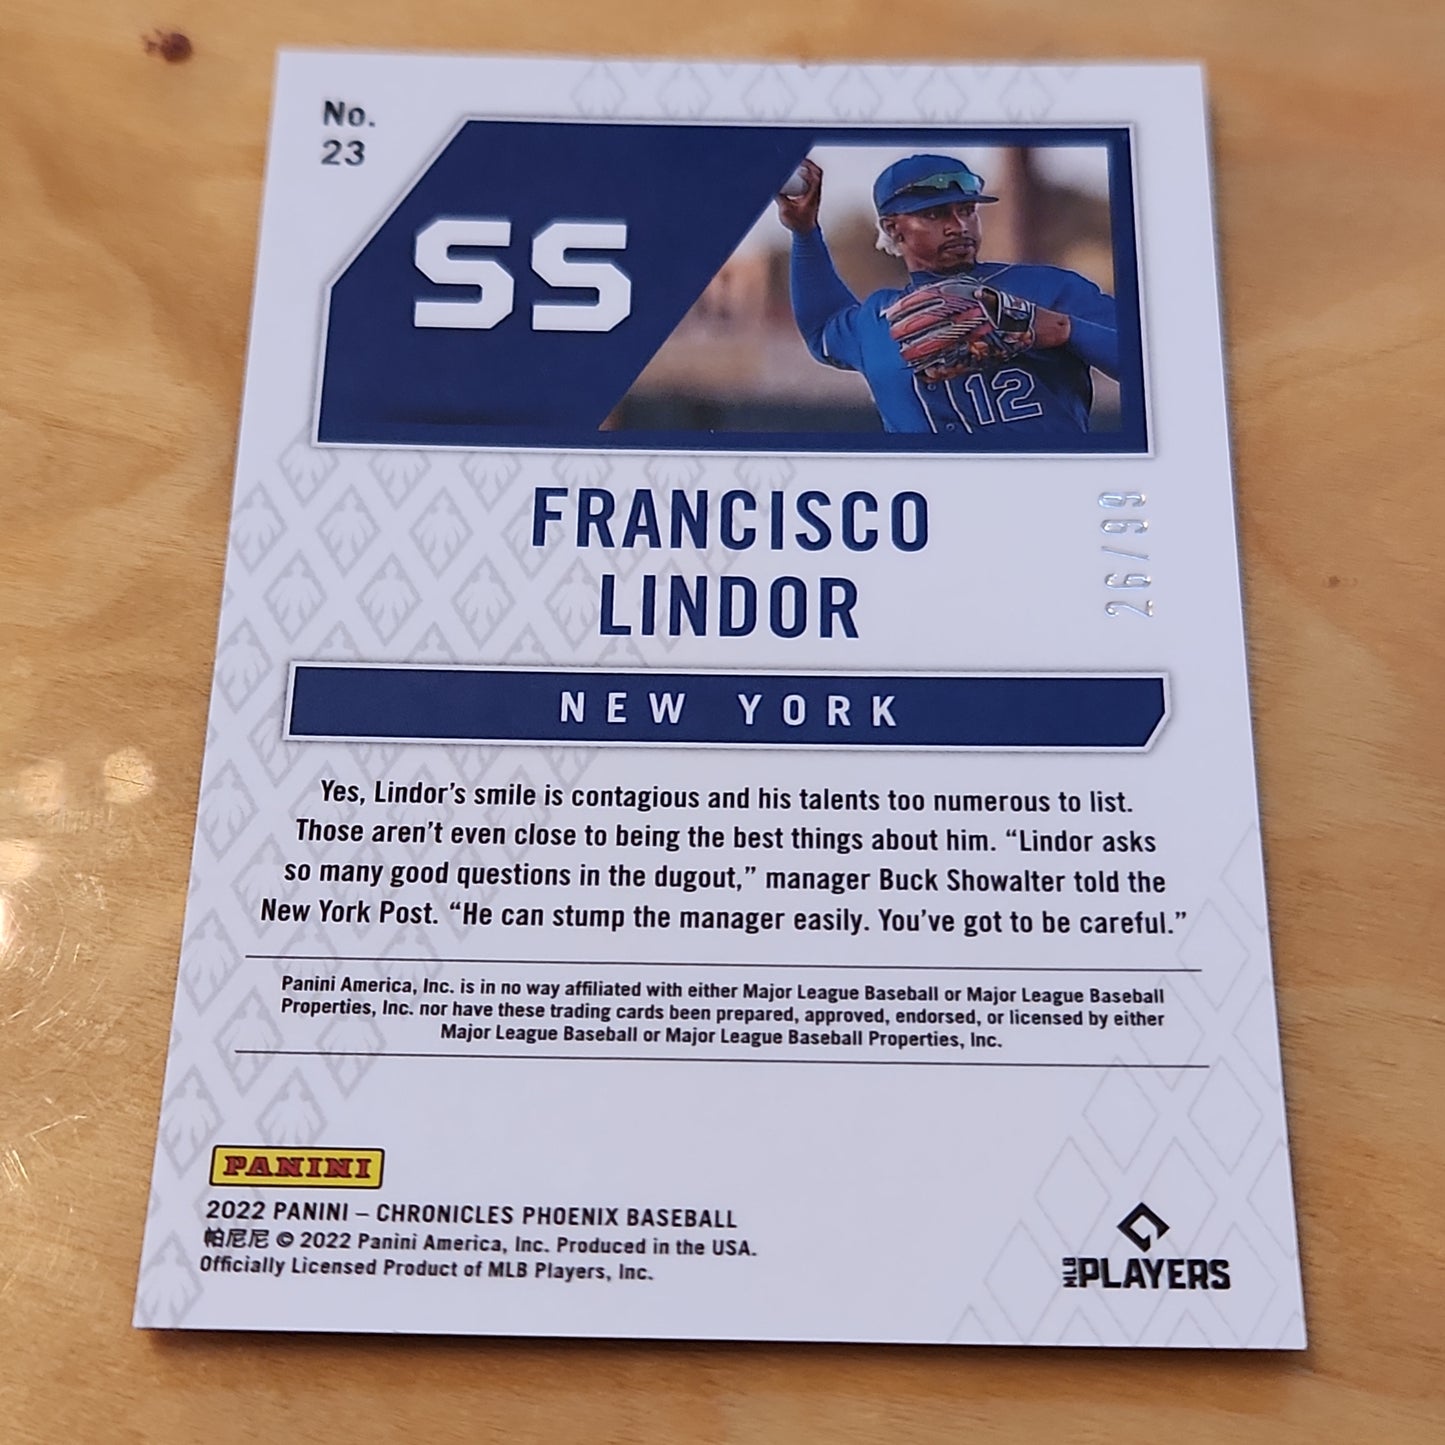 No.
23
SS
12
FRANCISCO
LINDOR
26/99
NEW YORK
Yes, Lindor's smile is contagious and his talents too numerous to list.
Those aren't even close to being the best things about him. “Lindor asks
so many good questions in the dugout,” manager Buck Showalter told the
New York Post. “He can stump the manager easily. You've got to be careful.”
Panini America, Inc. is in no way affiliated with either Major League Baseball or Major League Baseball
Properties, Inc. nor have these trading cards been prepared, approved, endorsed, or licensed by either
Major League Baseball or Major League Baseball Properties, Inc.
PANINI
2022 PANINI – CHRONICLES PHOENIX BASEBALL
帕尼尼 © 2022 Panini America, Inc. Produced in the USA.
Officially Licensed Product of MLB Players, Inc.
MLB PLAYERS